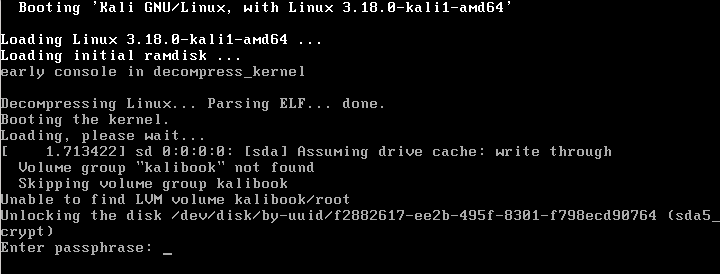 Booting 'Kali GNU/Linux, with Linux 3.18.0-kali1-amd64'
Loading Linux 3.18.0-kali1-amd64 ...
Loading initial ramdisk ...
early console in decompress_kernel
Decompressing Linux... Parsing ELF... done.
Booting the kernel.
Loading, please wait...
[    1.713422] sd 0:0:0:0: [sda] Assuming drive cache: write through
  Volume group "kalibook" not found
  Skipping volume group kalibook
Unable to find LVM volume kalibook/root
Unlocking the disk /dev/disk/by-uuid/f2882617-ee2b-495f-8301-f798ecd90764 (sda5_
crypt)
Enter passphrase: _